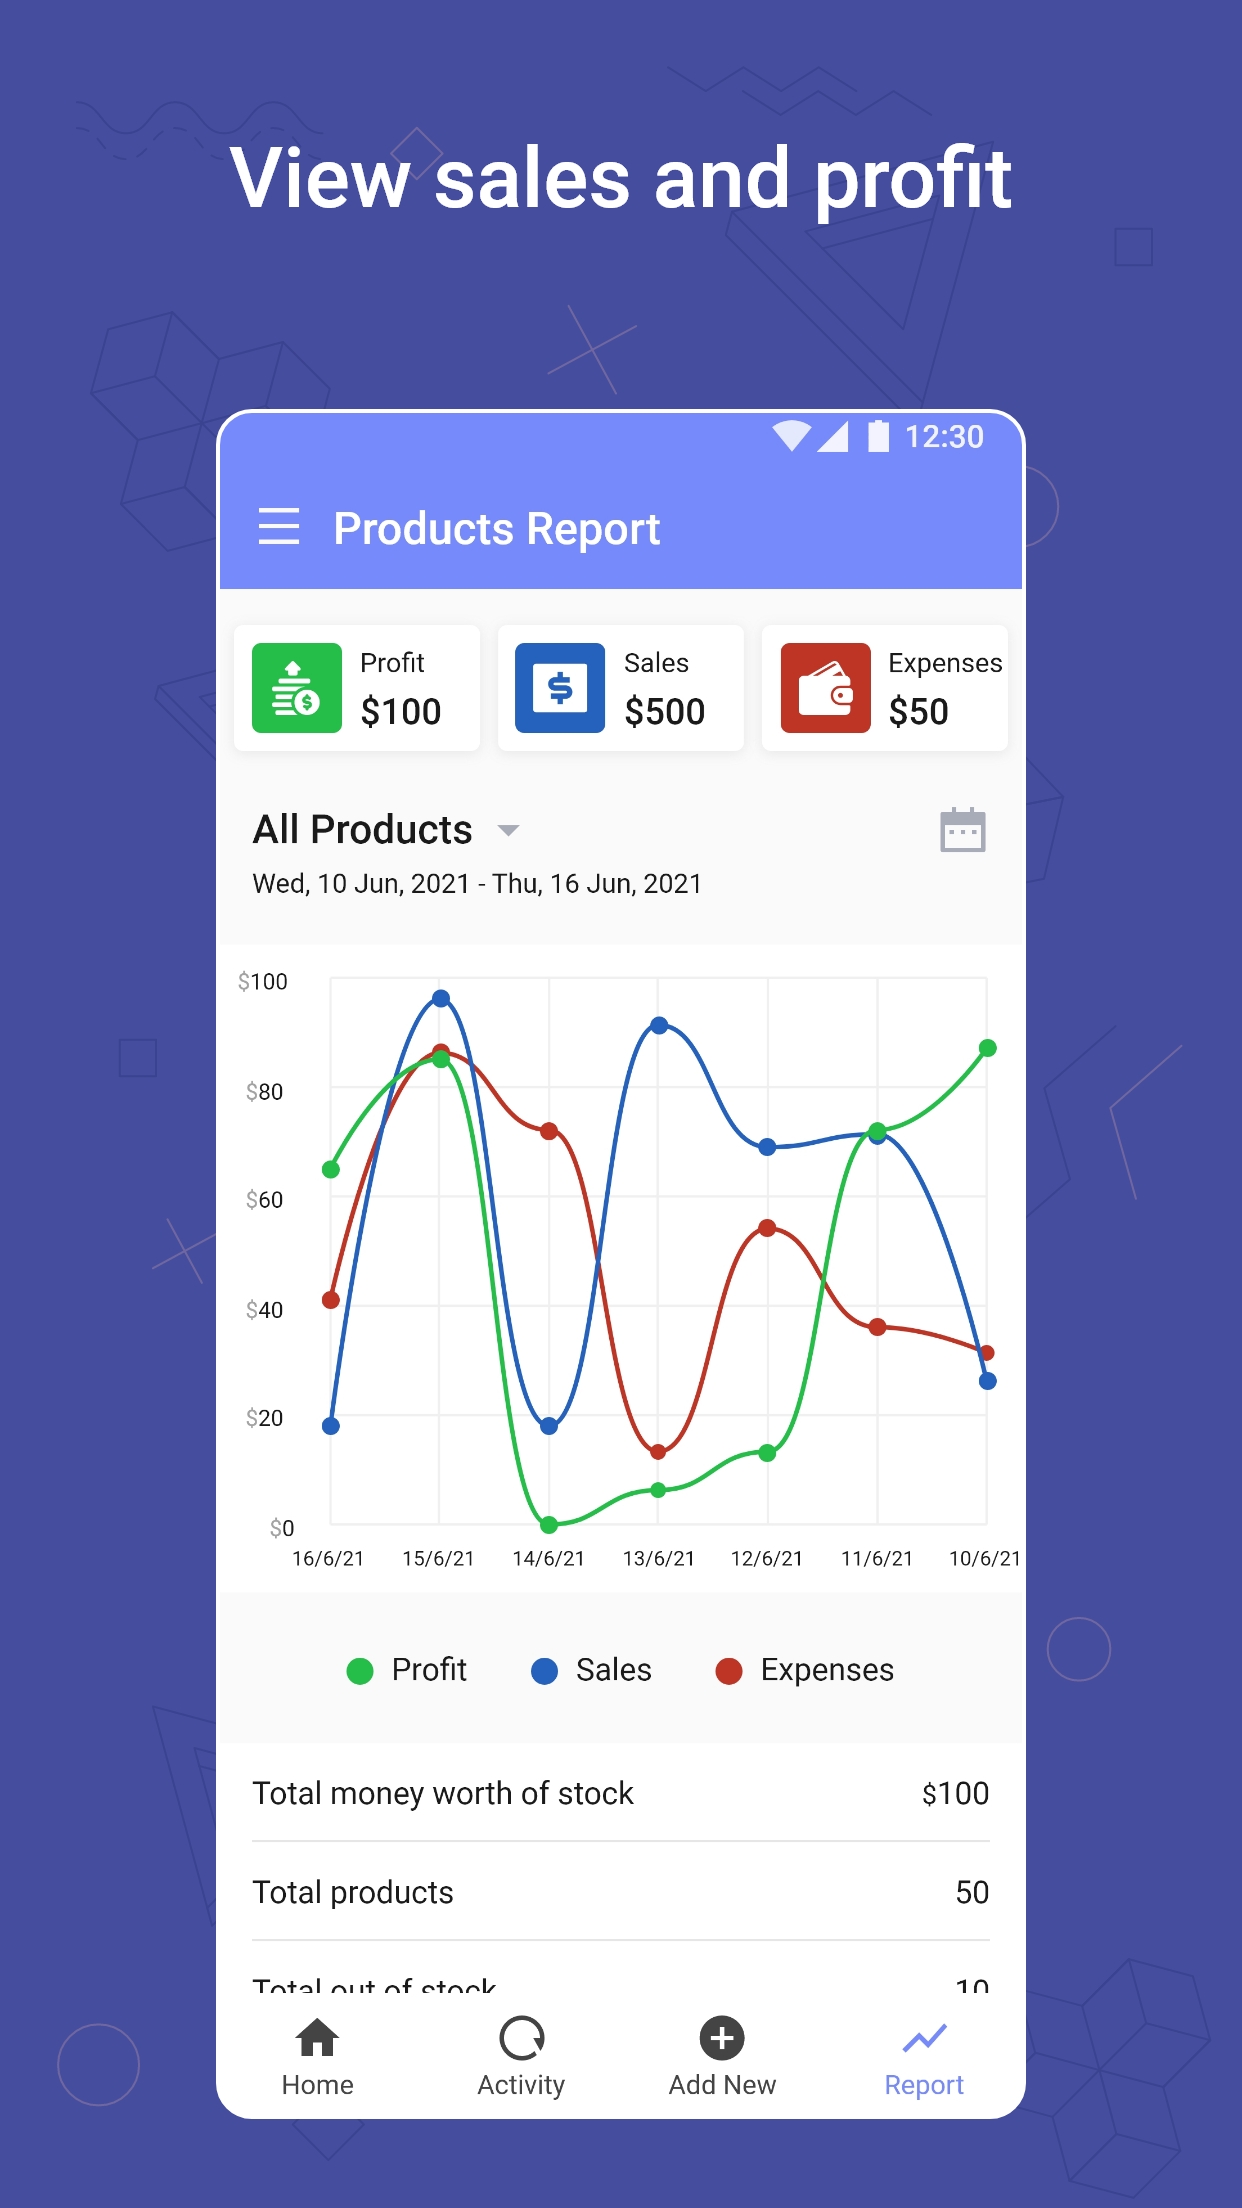 View sales and profit
12:30
Products Report
Profit
$100
Sales
$500
Expenses
$50
All Products
Wed, 10 Jun, 2021 - Thu, 16 Jun, 2021
$100
$80
$60
$40
$20
$0
16/6/21 15/6/21 14/6/21 13/6/21 12/6/21 11/6/21 10/6/21
Profit Sales Expenses
Total money worth of stock $100
Total products 50
Total out of stock 10
Home Activity Add New Report